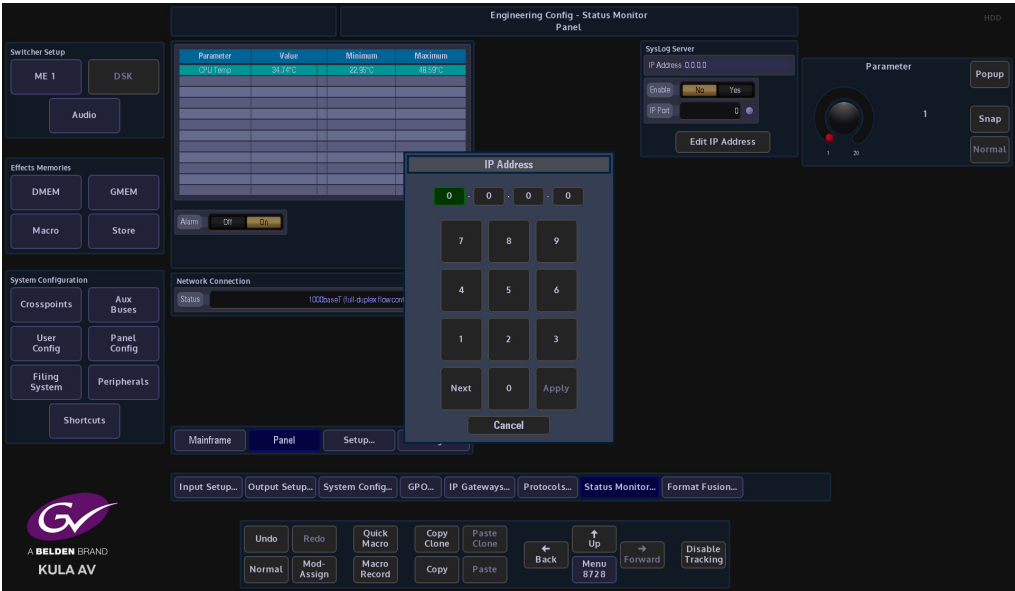 Engineering Config - Status Monitor
Panel
HDD
Switcher Setup
ME 1
DSK
Audio
Effects Memories
DMEM
GMEM
Macro
Store
System Configuration
Crosspoints
Aux
Buses
User
Config
Panel
Config
Filing
System
Peripherals
Shortcuts
Parameter Value Minimum Maximum
CPU Temp 34.74°C 22.95°C 48.59°C
Alarm Off On
Network Connection
Status 1000baseT (full-duplex flowcont
SysLog Server
IP Address 0.0.0.0
Enable No Yes
IP Port 0
Edit IP Address
Parameter
1
1 20
Popup
Snap
Normal
IP Address
0 . 0 . 0 . 0
7 8 9
4 5 6
1 2 3
Next 0 Apply
Cancel
Mainframe Panel Setup...
Input Setup... Output Setup... System Config... GPO... IP Gateways... Protocols... Status Monitor... Format Fusion...
GV
A BELDEN BRAND
KULA AV
Undo
Redo
Quick
Macro
Copy
Clone
Paste
Clone
Normal
Mod-
Assign
Macro
Record
Copy
Paste
Back
Up
Menu
8728
Forward
Disable
Tracking